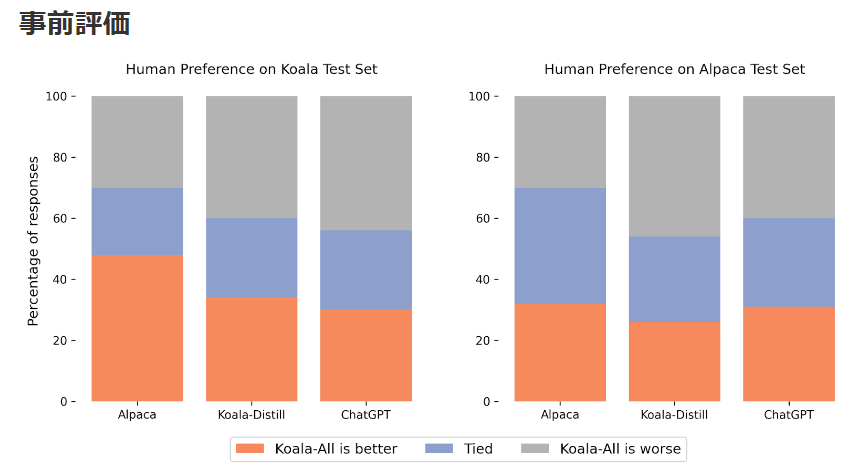 事前評価
Human Preference on Koala Test Set
Human Preference on Alpaca Test Set
Percentage of responses
100
80
60
40
20
0
Alpaca
Koala-Distill
ChatGPT
100
80
60
40
20
0
Alpaca
Koala-Distill
ChatGPT
Koala-All is better
Tied
Koala-All is worse